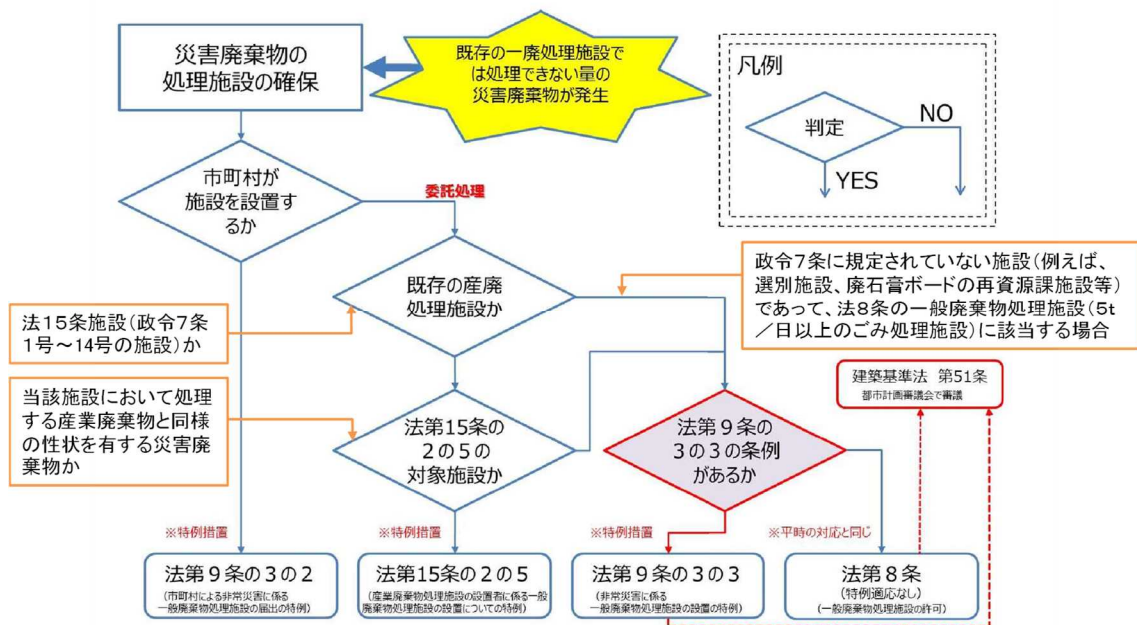 災害廃棄物の
処理施設の確保
既存の一廃処理施設で
は処理できない量の
災害廃棄物が発生
凡例
判定
NO
YES
市町村が
施設を設置す
るか
委託処理
既存の産廃
処理施設か
政令7条に規定されていない施設(例えば、
選別施設、廃石膏ボードの再資源課施設等)
であって、法8条の一般廃棄物処理施設(5t
/日以上のごみ処理施設)に該当する場合
法15条施設(政令7条
1号～14号の施設)か
建築基準法 第51条
都市計画審議会で審議
当該施設において処理
する産業廃棄物と同様
の性状を有する災害廃
棄物か
法第15条の
2の5の
対象施設か
法第9条の
3の3の条例
があるか
※特例措置
※特例措置
※特例措置
※平時の対応と同じ
法第9条の3の2
(市町村による非常災害に係る
一般廃棄物処理施設の届出の特例)
法第15条の2の5
(産業廃棄物処理施設の設置者に係る一般
廃棄物処理施設の設置についての特例)
法第9条の3の3
(非常災害に係る
一般廃棄物処理施設の設置の特例)
法第8条
(特例適応なし)
(一般廃棄物処理施設の許可)